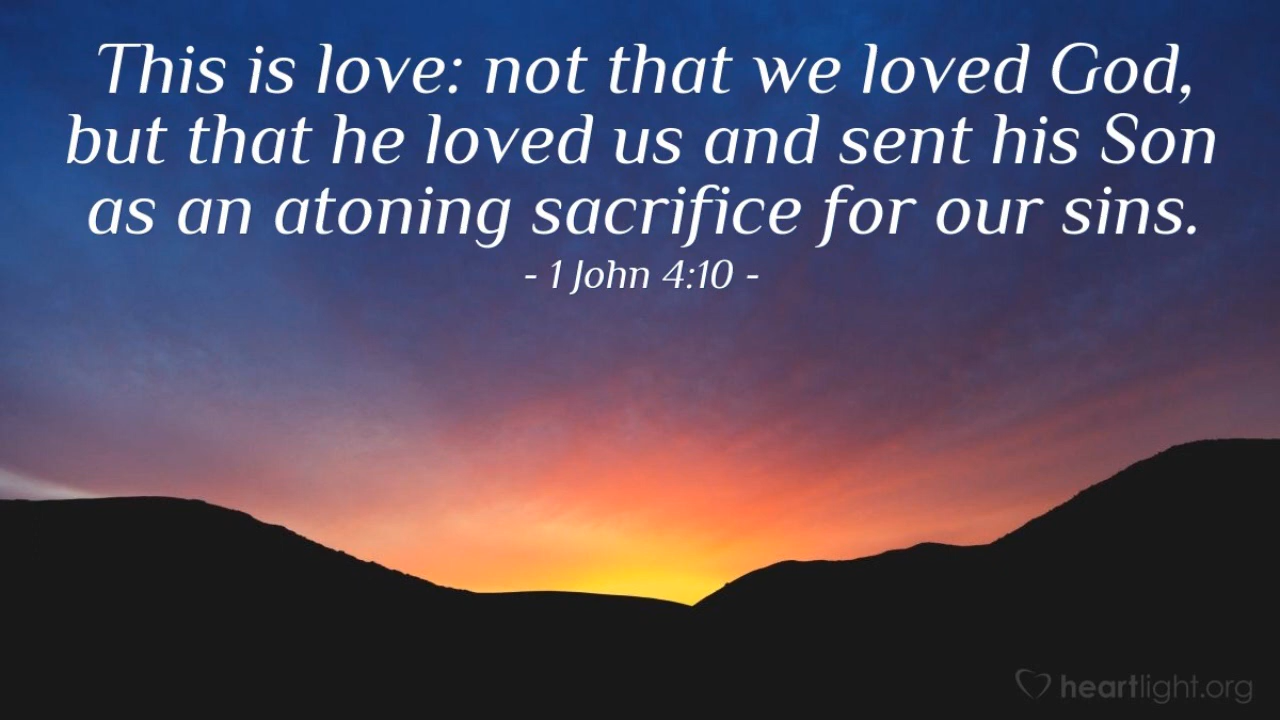 This is love: not that we loved God,
but that he loved us and sent his Son
as an atoning sacrifice for our sins.
- 1 John 4:10 -
heartlight.org